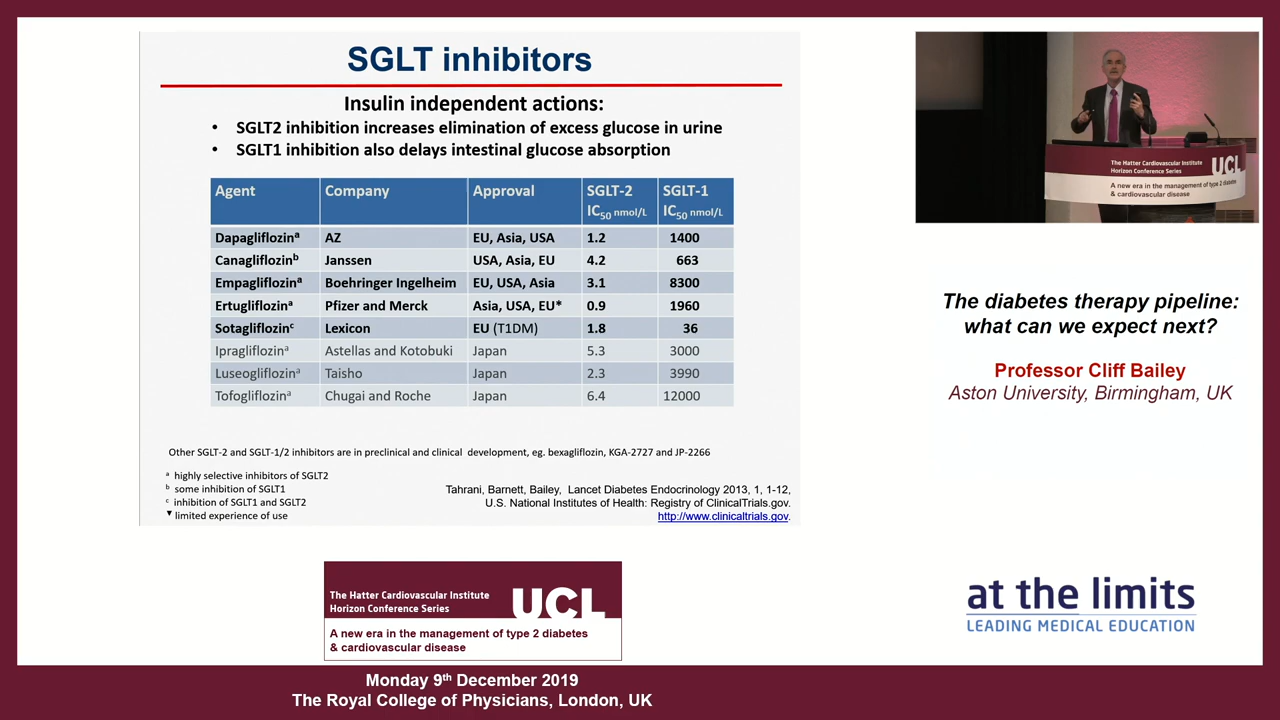 SGLT inhibitors
Insulin independent actions:
• SGLT2 inhibition increases elimination of excess glucose in urine
• SGLT1 inhibition also delays intestinal glucose absorption
Agent Company Approval SGLT-2 IC50 nmol/L SGLT-1 IC50 nmol/L
Dapagliflozinᵃ AZ EU, Asia, USA 1.2 1400
Canagliflozinᵇ Janssen USA, Asia, EU 4.2 663
Empagliflozinᵃ Boehringer Ingelheim EU, USA, Asia 3.1 8300
Ertugliflozinᵃ Pfizer and Merck Asia, USA, EU* 0.9 1960
Sotagliflozinᶜ Lexicon EU (T1DM) 1.8 36
Ipragliflozinᵃ Astellas and Kotobuki Japan 5.3 3000
Luseogliflozinᵃ Taisho Japan 2.3 3990
Tofogliflozinᵃ Chugai and Roche Japan 6.4 12000
Other SGLT-2 and SGLT-1/2 inhibitors are in preclinical and clinical development, eg. bexagliflozin, KGA-2727 and JP-2266
ᵃ highly selective inhibitors of SGLT2
ᵇ some inhibition of SGLT1
ᶜ inhibition of SGLT1 and SGLT2
▼ limited experience of use
Tahrani, Barnett, Bailey, Lancet Diabetes Endocrinology 2013, 1, 1-12,
U.S. National Institutes of Health: Registry of ClinicalTrials.gov.
http://www.clinicaltrials.gov.
The Hatter Cardiovascular Institute
Horizon Conference Series
UCL
A new era in the management of type 2 diabetes
& cardiovascular disease
The diabetes therapy pipeline:
what can we expect next?
Professor Cliff Bailey
Aston University, Birmingham, UK
at the limits
LEADING MEDICAL EDUCATION
The Hatter Cardiovascular Institute
Horizon Conference Series
UCL
A new era in the management of type 2 diabetes
& cardiovascular disease
Monday 9th December 2019
The Royal College of Physicians, London, UK